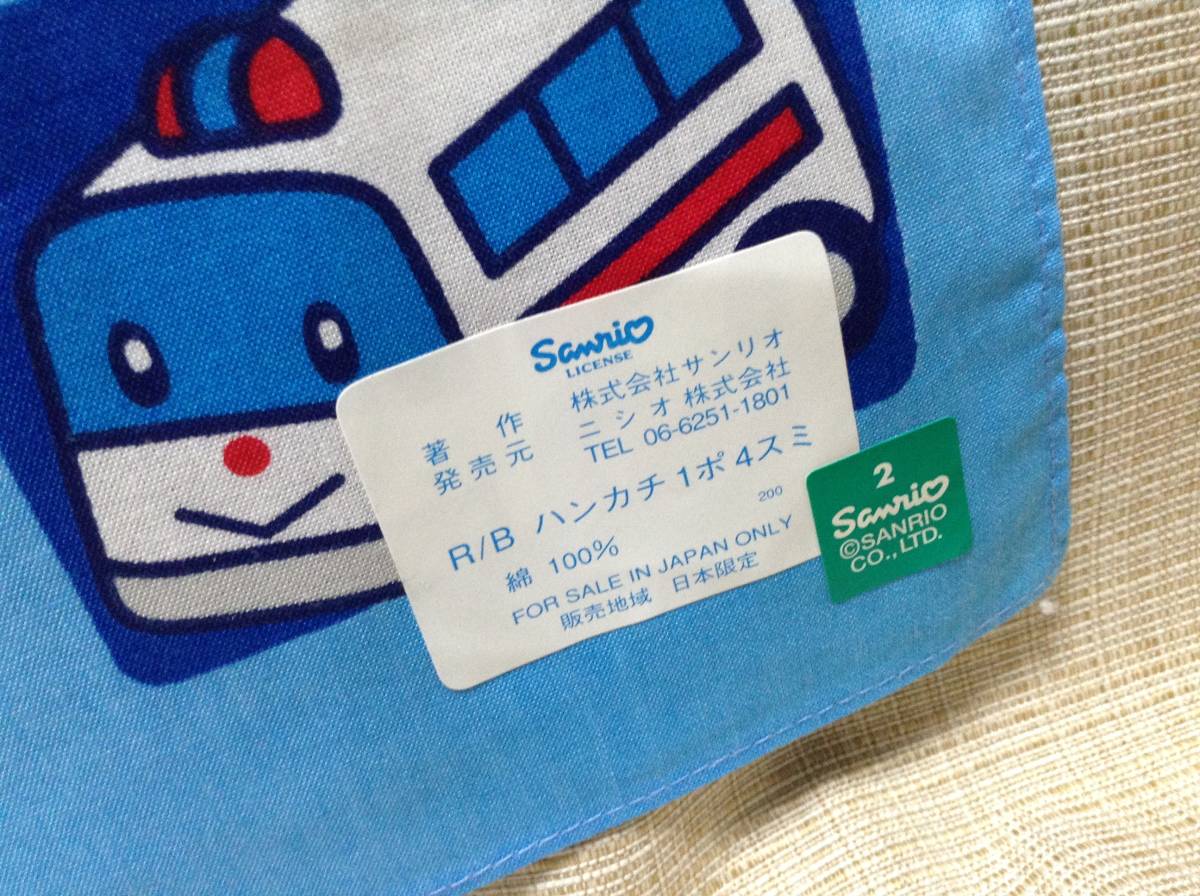 Sanrio
LICENSE
著作 株式会社サンリオ
発売元 ニシオ株式会社
TEL 06-6251-1801
R/B ハンカチ 1ポ4スミ
200
綿 100%
FOR SALE IN JAPAN ONLY
販売地域 日本限定
2
Sanrio
©SANRIO
CO.,LTD.